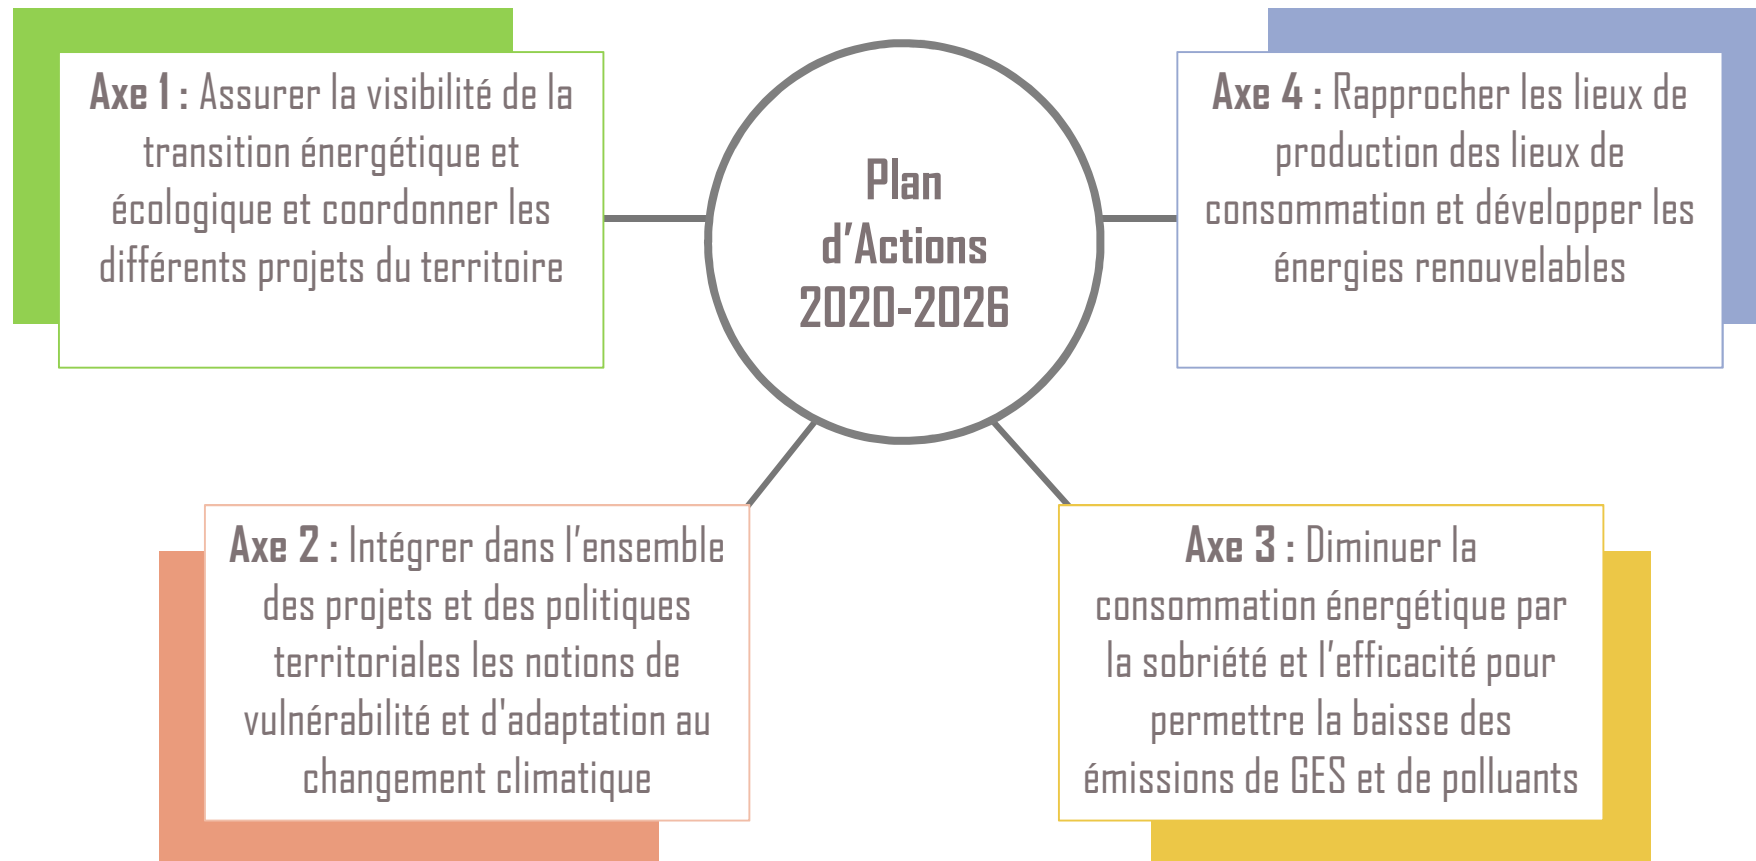 Axe 1 : Assurer la visibilité de la
transition énergétique et
écologique et coordonner les
différents projets du territoire
Plan
d’Actions
2020-2026
Axe 4 : Rapprocher les lieux de
production des lieux de
consommation et développer les
énergies renouvelables
Axe 2 : Intégrer dans l’ensemble
des projets et des politiques
territoriales les notions de
vulnérabilité et d'adaptation au
changement climatique
Axe 3 : Diminuer la
consommation énergétique par
la sobriété et l’efficacité pour
permettre la baisse des
émissions de GES et de polluants